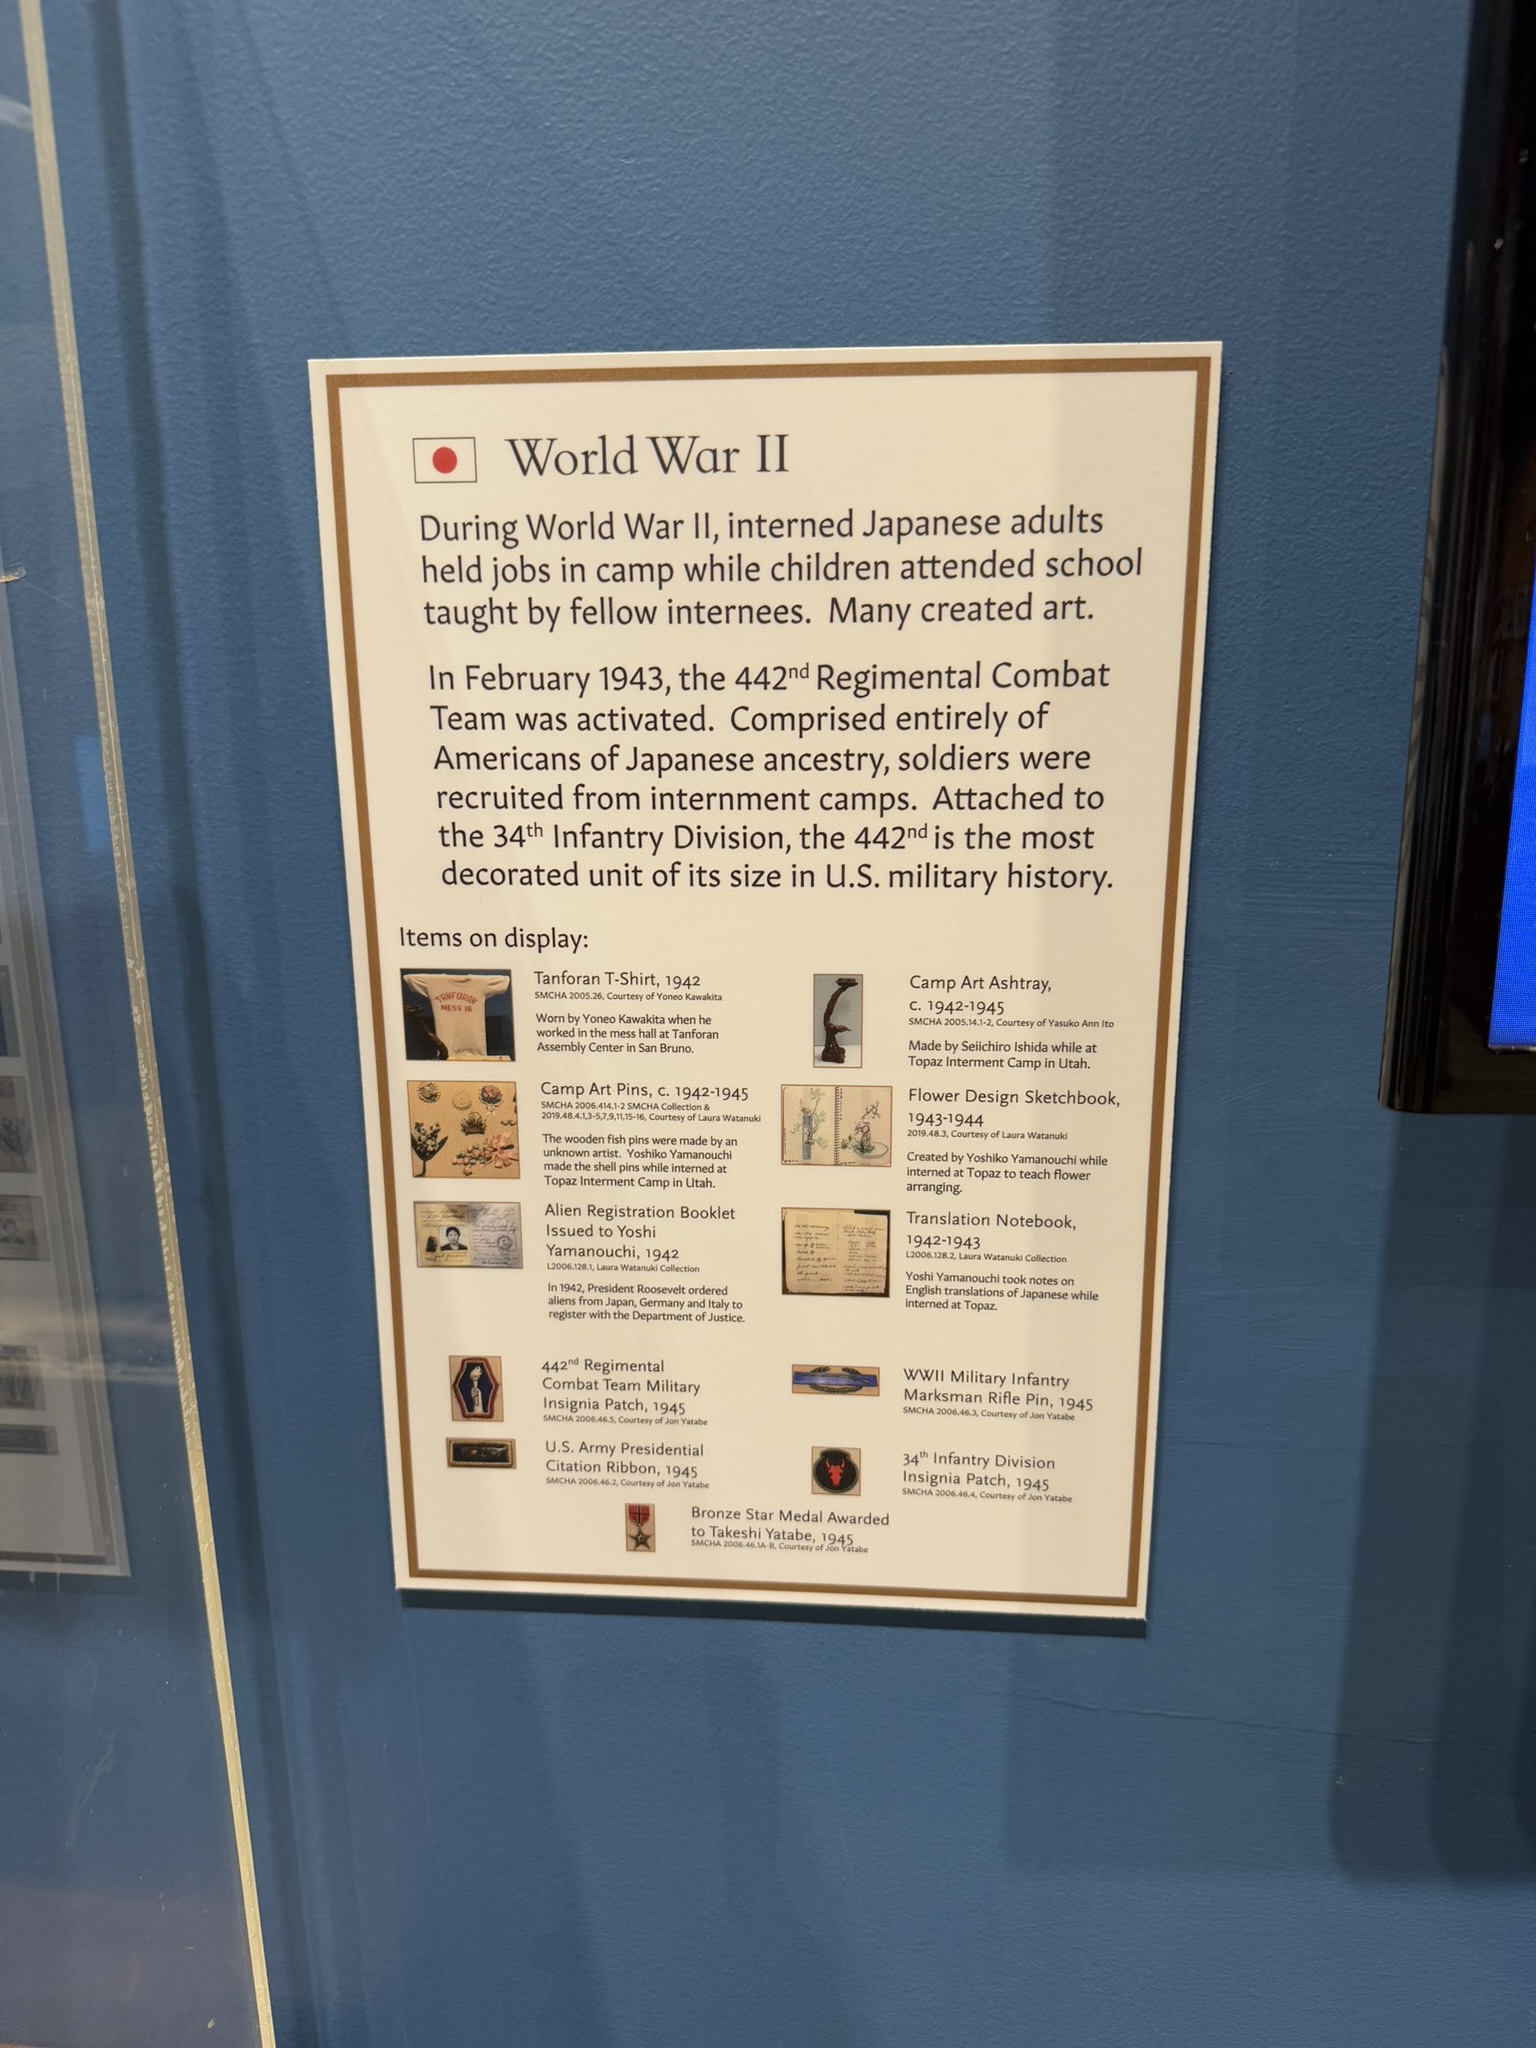 World War II
During World War II, interned Japanese adults
held jobs in camp while children attended school
taught by fellow internees. Many created art.
In February 1943, the 442nd Regimental Combat
Team was activated. Comprised entirely of
Americans of Japanese ancestry, soldiers were
recruited from internment camps. Attached to
the 34th Infantry Division, the 442nd is the most
decorated unit of its size in U.S. military history.
Items on display:
TANFORAN
MESS 16
Tanforan T-Shirt, 1942
SMCHA 2005.26, Courtesy of Yoneo Kawakita
Worn by Yoneo Kawakita when he
worked in the mess hall at Tanforan
Assembly Center in San Bruno.
Camp Art Ashtray,
c. 1942-1945
SMCHA 2005.14.1-2, Courtesy of Yasuko Ann Ito
Made by Seiichiro Ishida while at
Topaz Interment Camp in Utah.
Camp Art Pins, c. 1942-1945
SMCHA 2006.414.1-2 SMCHA Collection &
2019.48.4.1,3-5,7,9,11,15-16, Courtesy of Laura Watanuki
The wooden fish pins were made by an
unknown artist. Yoshiko Yamanouchi
made the shell pins while interned at
Topaz Interment Camp in Utah.
Flower Design Sketchbook,
1943-1944
2019.48.3, Courtesy of Laura Watanuki
Created by Yoshiko Yamanouchi while
interned at Topaz to teach flower
arranging.
Alien Registration Booklet
Issued to Yoshi
Yamanouchi, 1942
L2006.128.1, Laura Watanuki Collection
In 1942, President Roosevelt ordered
aliens from Japan, Germany and Italy to
register with the Department of Justice.
Translation Notebook,
1942-1943
L2006.128.2, Laura Watanuki Collection
Yoshi Yamanouchi took notes on
English translations of Japanese while
interned at Topaz.
442nd Regimental
Combat Team Military
Insignia Patch, 1945
SMCHA 2006.46.5, Courtesy of Jon Yatabe
WWII Military Infantry
Marksman Rifle Pin, 1945
SMCHA 2006.46.3, Courtesy of Jon Yatabe
U.S. Army Presidential
Citation Ribbon, 1945
SMCHA 2006.46.2, Courtesy of Jon Yatabe
34th Infantry Division
Insignia Patch, 1945
SMCHA 2006.46.4, Courtesy of Jon Yatabe
Bronze Star Medal Awarded
to Takeshi Yatabe, 1945
SMCHA 2006.46.1A-B, Courtesy of Jon Yatabe